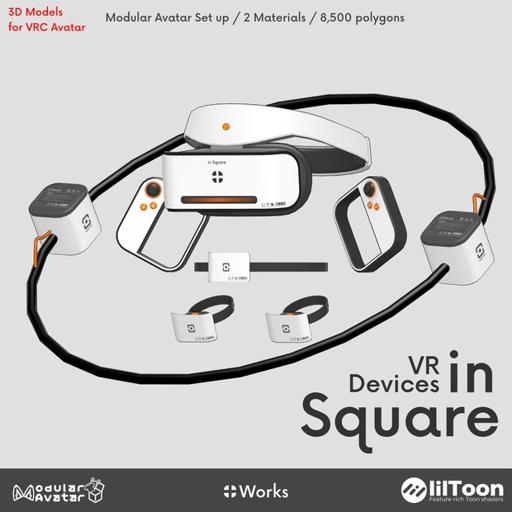 3D Models
for VRC Avatar
Modular Avatar Set up / 2 Materials / 8,500 polygons
in Square
VR
Devices
in
Square
Modular
Avatar
Works
lilToon
Feature-rich Toon shaders